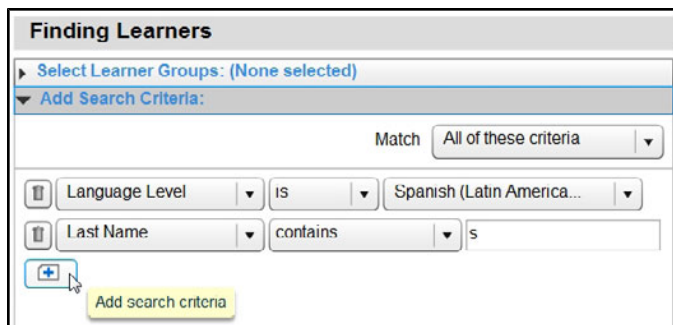 Finding Learners
Select Learner Groups: (None selected)
Add Search Criteria:
Match All of these criteria
Language Level is Spanish (Latin America...
Last Name contains s
Add search criteria